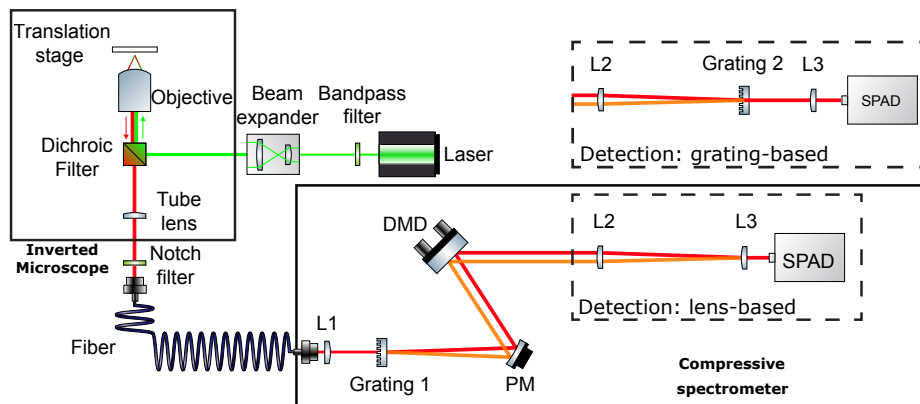 Translation
stage
Objective
Dichroic
Filter
Beam
expander
Bandpass
filter
Laser
Tube
lens
Inverted
Microscope
Notch
filter
Fiber
L1
Grating 1
PM
DMD
L2
Grating 2
L3
SPAD
Detection: grating-based
L2
L3
SPAD
Detection: lens-based
Compressive
spectrometer